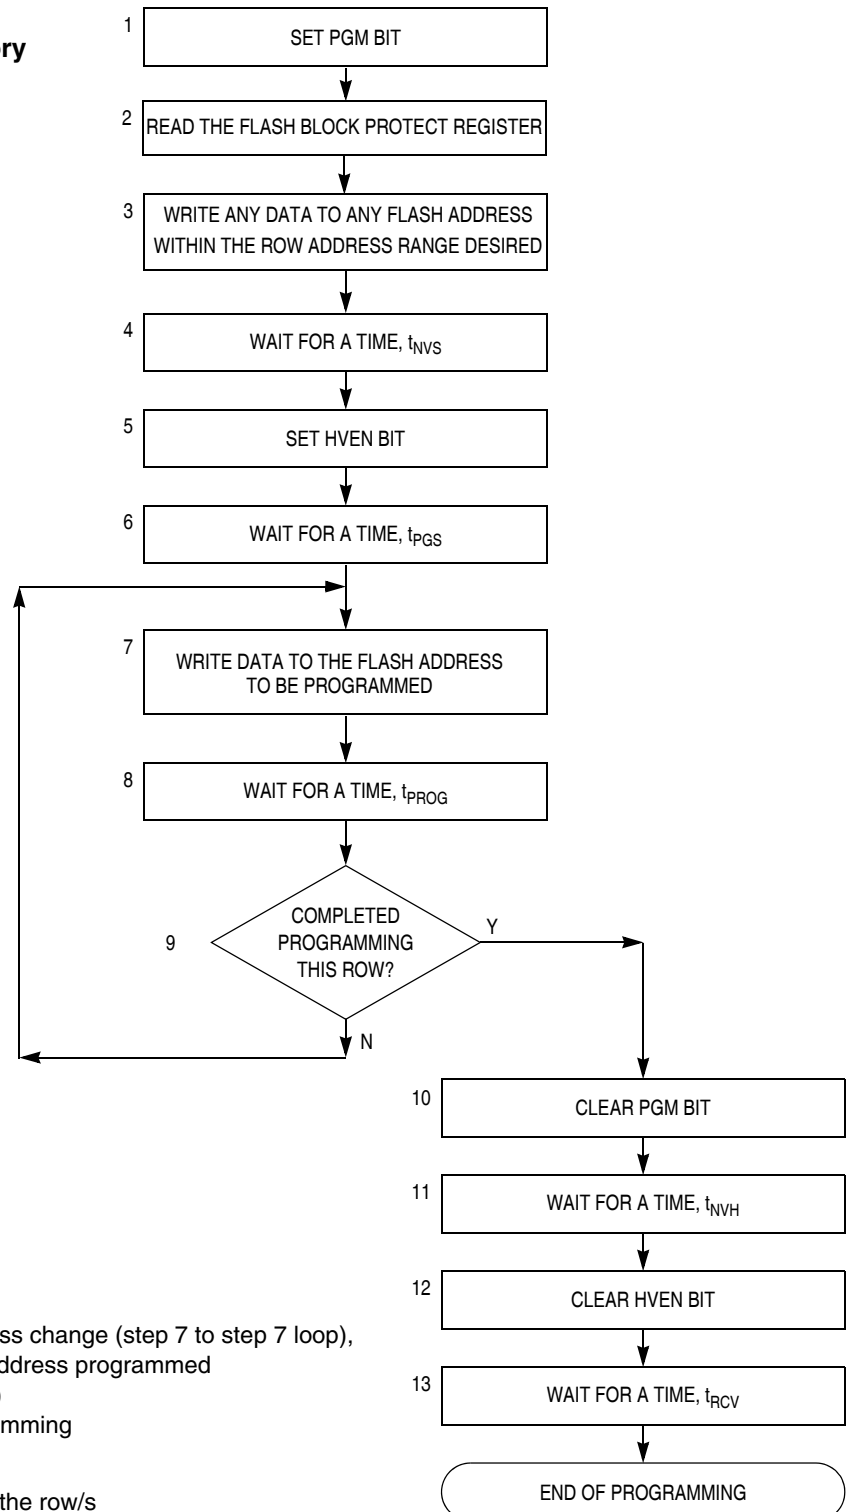 ry
1
SET PGM BIT
2
READ THE FLASH BLOCK PROTECT REGISTER
3
WRITE ANY DATA TO ANY FLASH ADDRESS
WITHIN THE ROW ADDRESS RANGE DESIRED
4
WAIT FOR A TIME, tNVS
5
SET HVEN BIT
6
WAIT FOR A TIME, tPGS
7
WRITE DATA TO THE FLASH ADDRESS
TO BE PROGRAMMED
8
WAIT FOR A TIME, tPROG
9
COMPLETED
PROGRAMMING
THIS ROW?
Y
N
10
CLEAR PGM BIT
11
WAIT FOR A TIME, tNVH
12
CLEAR HVEN BIT
13
WAIT FOR A TIME, tRCV
END OF PROGRAMMING
ss change (step 7 to step 7 loop),
ddress programmed
)
mming
the row/s